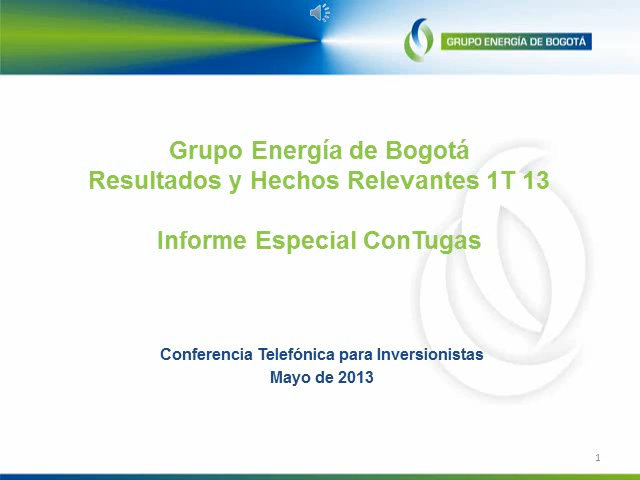 GRUPO ENERGÍA DE BOGOTÁ
Grupo Energía de Bogotá
Resultados y Hechos Relevantes 1T 13
Informe Especial ConTugas
Conferencia Telefónica para Inversionistas
Mayo de 2013
1